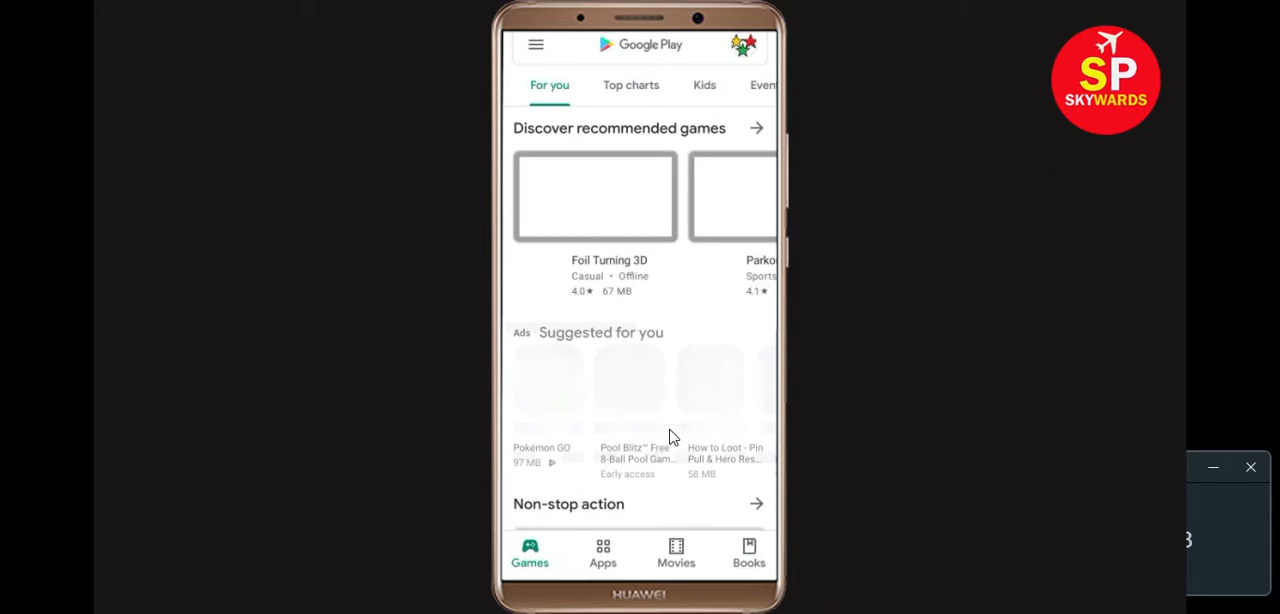 Google Play
SP
SKYWARDS
For you
Top charts
Kids
Even
Discover recommended games
Foil Turning 3D
Casual • Offline
4.0★ 67 MB
Parko
Sports
4.1★
Ads Suggested for you
Pokémon GO
97 MB
Pool Blitz™ Free
8-Ball Pool Gam...
Early access
How to Loot - Pin
Pull & Hero Res...
58 MB
Non-stop action
Games
Apps
Movies
Books
HUAWEI